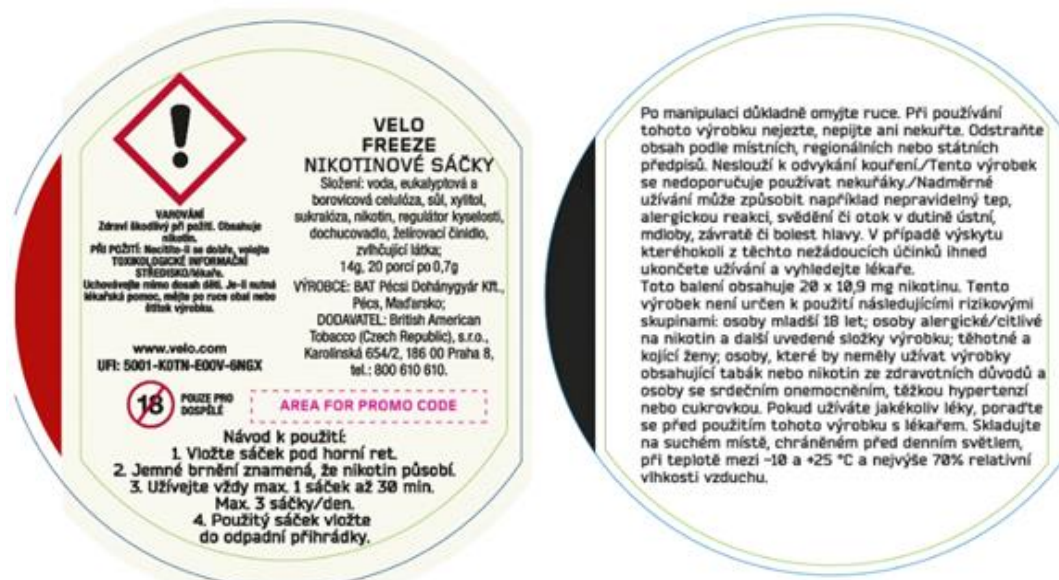 VAROVÁNÍ
Zdraví škodlivý při požití. Obsahuje
nikotin.
PŘI POŽITÍ: Necítíte-li se dobře, volejte
TOXIKOLOGICKÉ INFORMAČNÍ
STŘEDISKO/lékaře.
Uchovávejte mimo dosah dětí. Je-li nutná
lékařská pomoc, mějte po ruce obal nebo
štítek výrobku.
www.velo.com
UFI: 5001-K0TN-E00V-6NGX
18
POUZE PRO
DOSPĚLÉ
VELO
FREEZE
NIKOTINOVÉ SÁČKY
Složení: voda, eukalyptová a
borovicová celulóza, sůl, xylitol,
sukralóza, nikotin, regulátor kyselosti,
dochucovadlo, želírovací činidlo,
zvlhčující látka;
14g, 20 porcí po 0,7g
VÝROBCE: BAT Pécsi Dohánygyár Kft.,
Pécs, Maďarsko;
DODAVATEL: British American
Tobacco (Czech Republic), s.r.o.,
Karolinská 654/2, 186 00 Praha 8,
tel.: 800 610 610.
AREA FOR PROMO CODE
Návod k použití:
1. Vložte sáček pod horní ret.
2. Jemné brnění znamená, že nikotin působí.
3. Užívejte vždy max. 1 sáček až 30 min.
Max. 3 sáčky/den.
4. Použitý sáček vložte
do odpadní přihrádky.
Po manipulaci důkladně omyjte ruce. Při používání
tohoto výrobku nejezte, nepijte ani nekuřte. Odstraňte
obsah podle místních, regionálních nebo státních
předpisů. Neslouží k odvykání kouření./Tento výrobek
se nedoporučuje používat nekuřáky./Nadměrné
užívání může způsobit například nepravidelný tep,
alergickou reakci, svědění či otok v dutině ústní,
mdloby, závratě či bolest hlavy. V případě výskytu
kteréhokoli z těchto nežádoucích účinků ihned
ukončete užívání a vyhledejte lékaře.
Toto balení obsahuje 20 x 10,9 mg nikotinu. Tento
výrobek není určen k použití následujícími rizikovými
skupinami: osoby mladší 18 let; osoby alergické/citlivé
na nikotin a další uvedené složky výrobku; těhotné a
kojící ženy; osoby, které by neměly užívat výrobky
obsahující tabák nebo nikotin ze zdravotních důvodů a
osoby se srdečním onemocněním, těžkou hypertenzí
nebo cukrovkou. Pokud užíváte jakékoliv léky, poraďte
se před použitím tohoto výrobku s lékařem. Skladujte
na suchém místě, chráněném před denním světlem,
při teplotě mezi -10 a +25 °C a nejvýše 70% relativní
vlhkosti vzduchu.